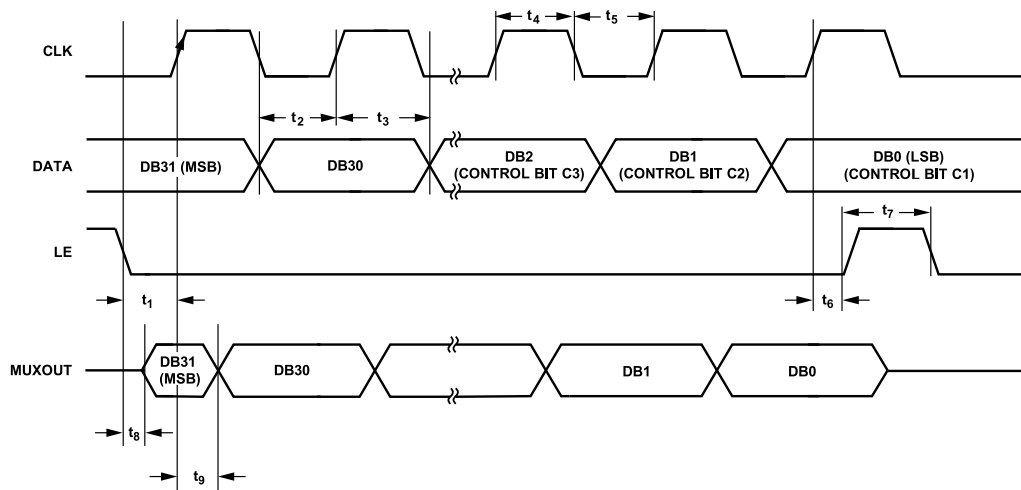 t4 t5
CLK
t2 t3
DATA DB31 (MSB) DB30 DB2 (CONTROL BIT C3) DB1 (CONTROL BIT C2) DB0 (LSB) (CONTROL BIT C1)
t7
LE
t1 t6
MUXOUT DB31 (MSB) DB30 DB1 DB0
t8
t9